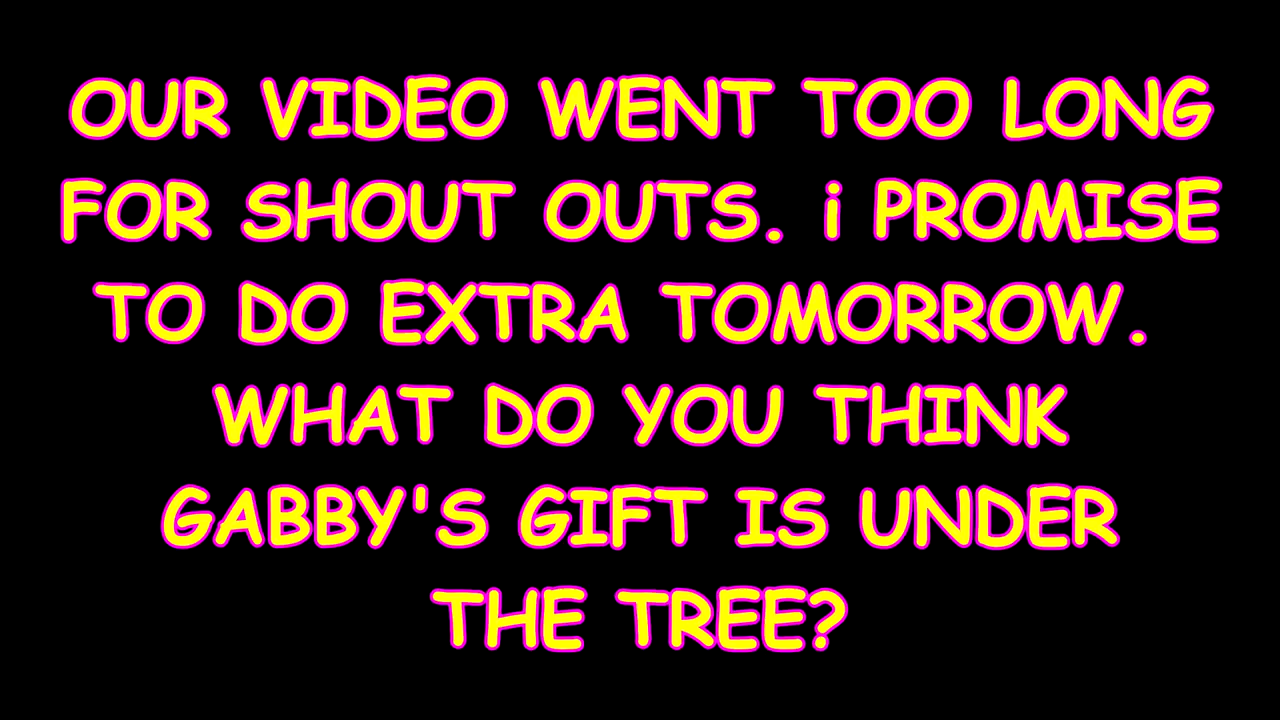 OUR VIDEO WENT TOO LONG
FOR SHOUT OUTS. i PROMISE
TO DO EXTRA TOMORROW.
WHAT DO YOU THINK
GABBY'S GIFT IS UNDER
THE TREE?